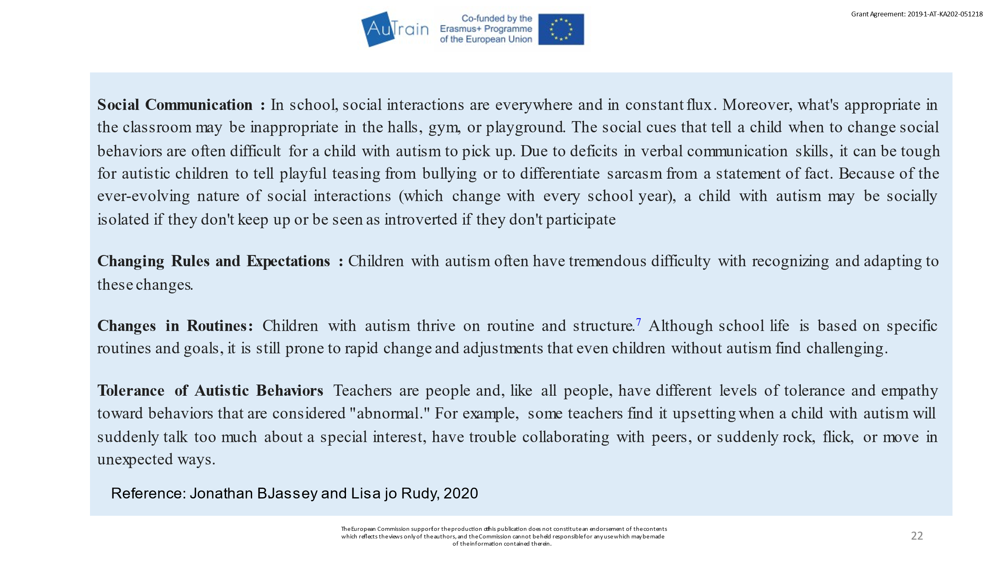 AuTrain
Co-funded by the
Erasmus+ Programme
of the European Union
Grant Agreement: 2019-1-AT-KA202-051218
Social Communication : In school, social interactions are everywhere and in constant flux. Moreover, what's appropriate in
the classroom may be inappropriate in the halls, gym, or playground. The social cues that tell a child when to change social
behaviors are often difficult for a child with autism to pick up. Due to deficits in verbal communication skills, it can be tough
for autistic children to tell playful teasing from bullying or to differentiate sarcasm from a statement of fact. Because of the
ever-evolving nature of social interactions (which change with every school year), a child with autism may be socially
isolated if they don't keep up or be seen as introverted if they don't participate
Changing Rules and Expectations : Children with autism often have tremendous difficulty with recognizing and adapting to
these changes.
Changes in Routines: Children with autism thrive on routine and structure.7 Although school life is based on specific
routines and goals, it is still prone to rapid change and adjustments that even children without autism find challenging.
Tolerance of Autistic Behaviors Teachers are people and, like all people, have different levels of tolerance and empathy
toward behaviors that are considered "abnormal." For example, some teachers find it upsetting when a child with autism will
suddenly talk too much about a special interest, have trouble collaborating with peers, or suddenly rock, flick, or move in
unexpected ways.
Reference: Jonathan B.Jassey and Lisa jo Rudy, 2020
The European Commission support for the production of this publication does not constitute an endorsement of the contents
which reflects the views only of the authors, and the Commission cannot be held responsible for any use which may be made
of the information contained therein.
22